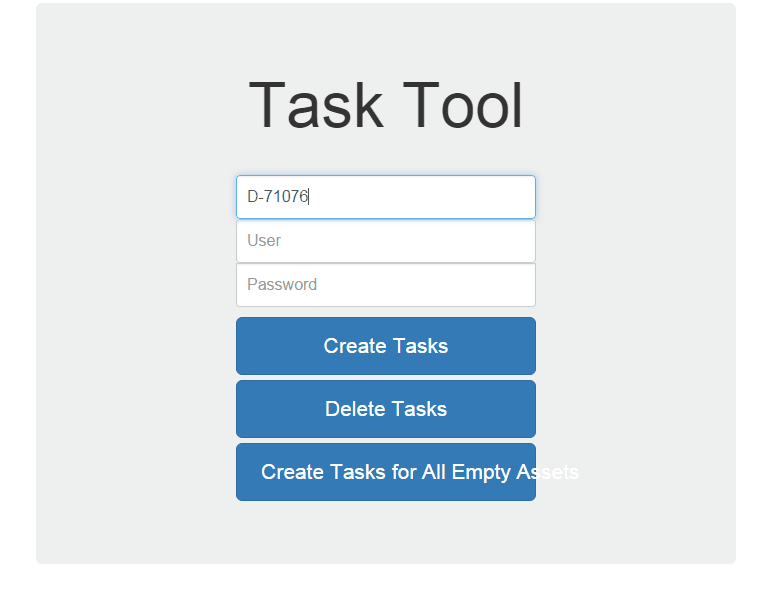 Task Tool
D-71076
User
Password
Create Tasks
Delete Tasks
Create Tasks for All Empty Assets